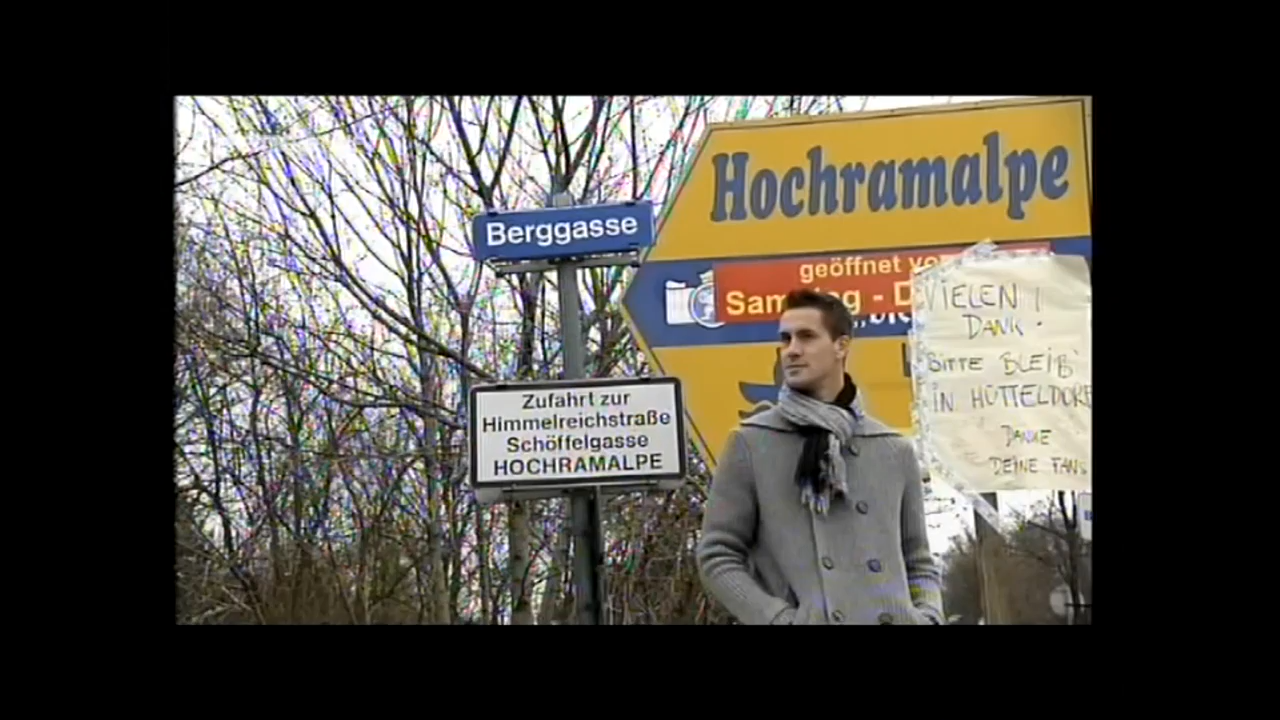 Hochramalpe
Berggasse
geöffnet
VIELEN !
DANK
BITTE BLEIB
IN HÜTTELDORF
DANKE
DEINE FANS
Zufahrt zur
Himmelreichstraße
Schöffelgasse
HOCHRAMALPE